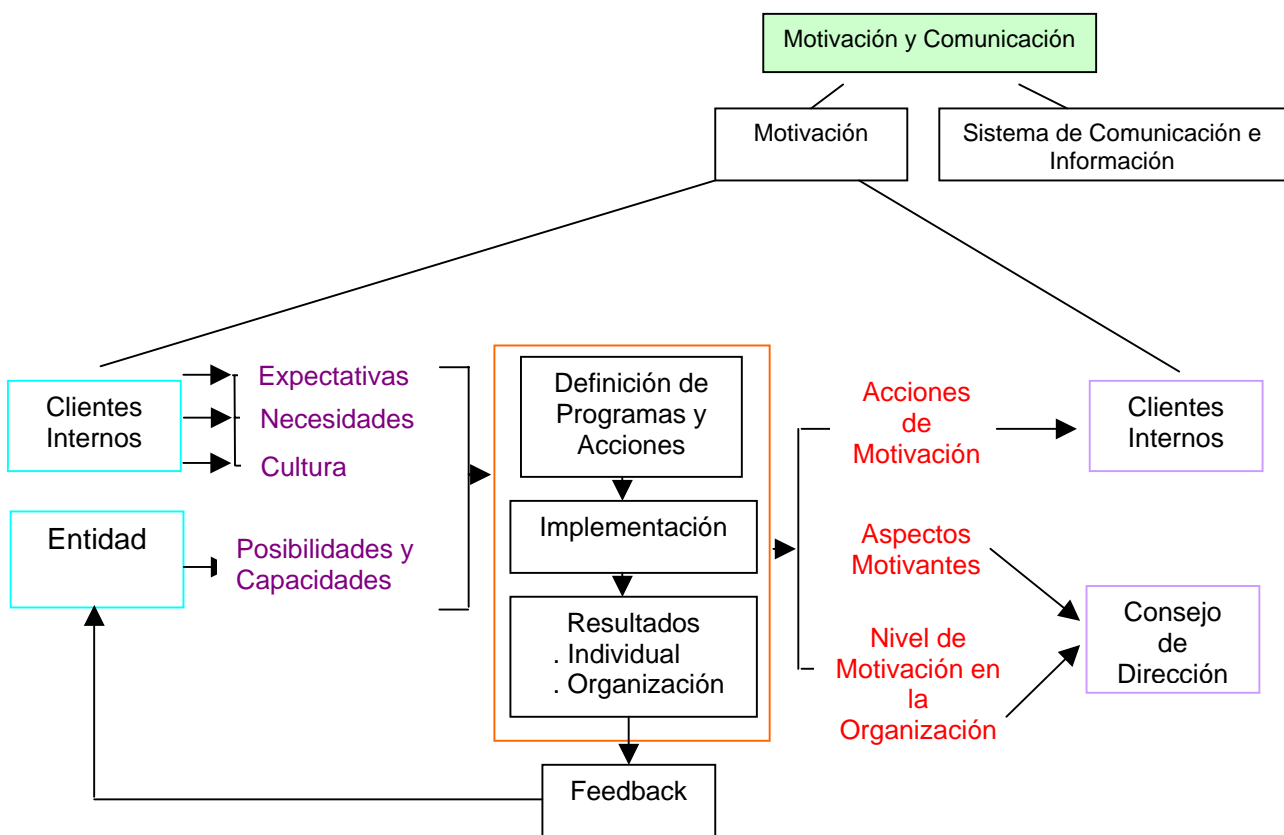 Motivación y Comunicación
Motivación
Sistema de Comunicación e
Información
Clientes
Internos
Expectativas
Necesidades
Cultura
Entidad
Posibilidades y
Capacidades
Definición de
Programas y
Acciones
Implementación
Resultados
. Individual
. Organización
Feedback
Acciones
de
Motivación
Aspectos
Motivantes
Nivel de
Motivación en
la
Organización
Clientes
Internos
Consejo
de
Dirección